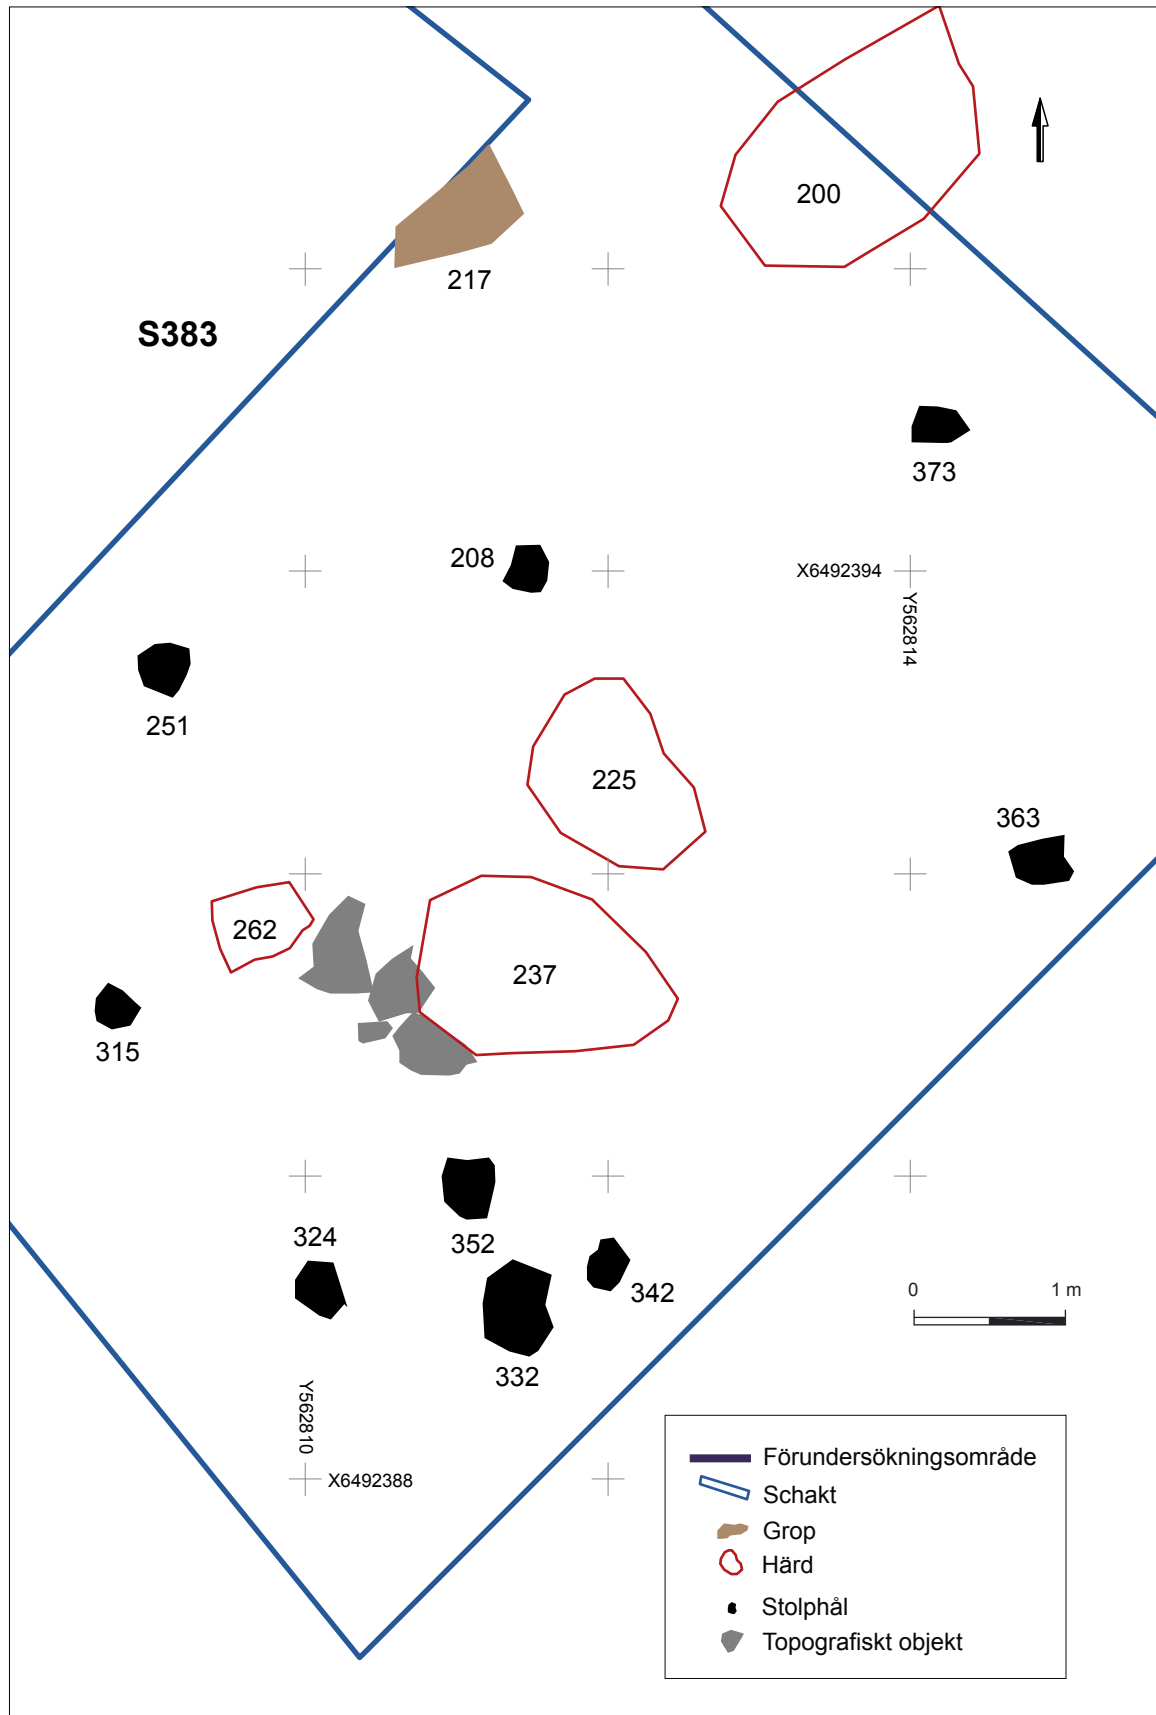 200
217
S383
373
208
X6492394
Y562814
251
225
363
262
237
315
324
352
342
332
0 1 m
Y562810
X6492388
Förundersökningsområde
Schakt
Grop
Härd
Stolphål
Topografiskt objekt